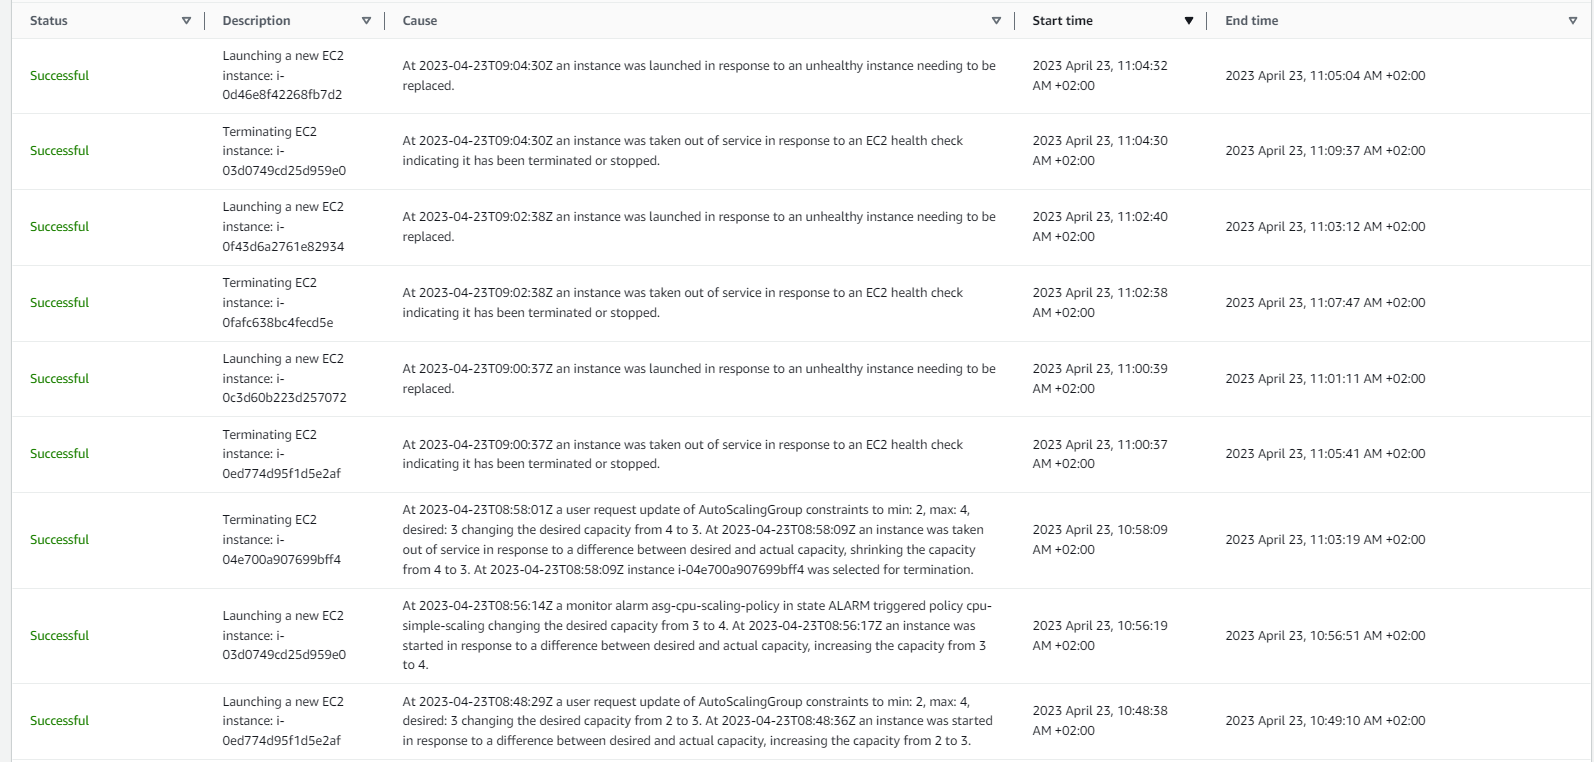 Status
Description
Cause
Start time
End time
Successful
Launching a new EC2
instance: i-
0d46e8f42268fb7d2
At 2023-04-23T09:04:30Z an instance was launched in response to an unhealthy instance needing to be
replaced.
2023 April 23, 11:04:32
AM +02:00
2023 April 23, 11:05:04 AM +02:00
Successful
Terminating EC2
instance: i-
03d0749cd25d959e0
At 2023-04-23T09:04:30Z an instance was taken out of service in response to an EC2 health check
indicating it has been terminated or stopped.
2023 April 23, 11:04:30
AM +02:00
2023 April 23, 11:09:37 AM +02:00
Successful
Launching a new EC2
instance: i-
0f43d6a2761e82934
At 2023-04-23T09:02:38Z an instance was launched in response to an unhealthy instance needing to be
replaced.
2023 April 23, 11:02:40
AM +02:00
2023 April 23, 11:03:12 AM +02:00
Successful
Terminating EC2
instance: i-
0fafc638bc4fecd5e
At 2023-04-23T09:02:38Z an instance was taken out of service in response to an EC2 health check
indicating it has been terminated or stopped.
2023 April 23, 11:02:38
AM +02:00
2023 April 23, 11:07:47 AM +02:00
Successful
Launching a new EC2
instance: i-
0c3d60b223d257072
At 2023-04-23T09:00:37Z an instance was launched in response to an unhealthy instance needing to be
replaced.
2023 April 23, 11:00:39
AM +02:00
2023 April 23, 11:01:11 AM +02:00
Successful
Terminating EC2
instance: i-
0ed774d95f1d5e2af
At 2023-04-23T09:00:37Z an instance was taken out of service in response to an EC2 health check
indicating it has been terminated or stopped.
2023 April 23, 11:00:37
AM +02:00
2023 April 23, 11:05:41 AM +02:00
Successful
Terminating EC2
instance: i-
04e700a907699bff4
At 2023-04-23T08:58:01Z a user request update of AutoScalingGroup constraints to min: 2, max: 4,
desired: 3 changing the desired capacity from 4 to 3. At 2023-04-23T08:58:09Z an instance was taken
out of service in response to a difference between desired and actual capacity, shrinking the capacity
from 4 to 3. At 2023-04-23T08:58:09Z instance i-04e700a907699bff4 was selected for termination.
2023 April 23, 10:58:09
AM +02:00
2023 April 23, 11:03:19 AM +02:00
Successful
Launching a new EC2
instance: i-
03d0749cd25d959e0
At 2023-04-23T08:56:14Z a monitor alarm asg-cpu-scaling-policy in state ALARM triggered policy cpu-
simple-scaling changing the desired capacity from 3 to 4. At 2023-04-23T08:56:17Z an instance was
started in response to a difference between desired and actual capacity, increasing the capacity from 3
to 4.
2023 April 23, 10:56:19
AM +02:00
2023 April 23, 10:56:51 AM +02:00
Successful
Launching a new EC2
instance: i-
0ed774d95f1d5e2af
At 2023-04-23T08:48:29Z a user request update of AutoScalingGroup constraints to min: 2, max: 4,
desired: 3 changing the desired capacity from 2 to 3. At 2023-04-23T08:48:36Z an instance was started
in response to a difference between desired and actual capacity, increasing the capacity from 2 to 3.
2023 April 23, 10:48:38
AM +02:00
2023 April 23, 10:49:10 AM +02:00